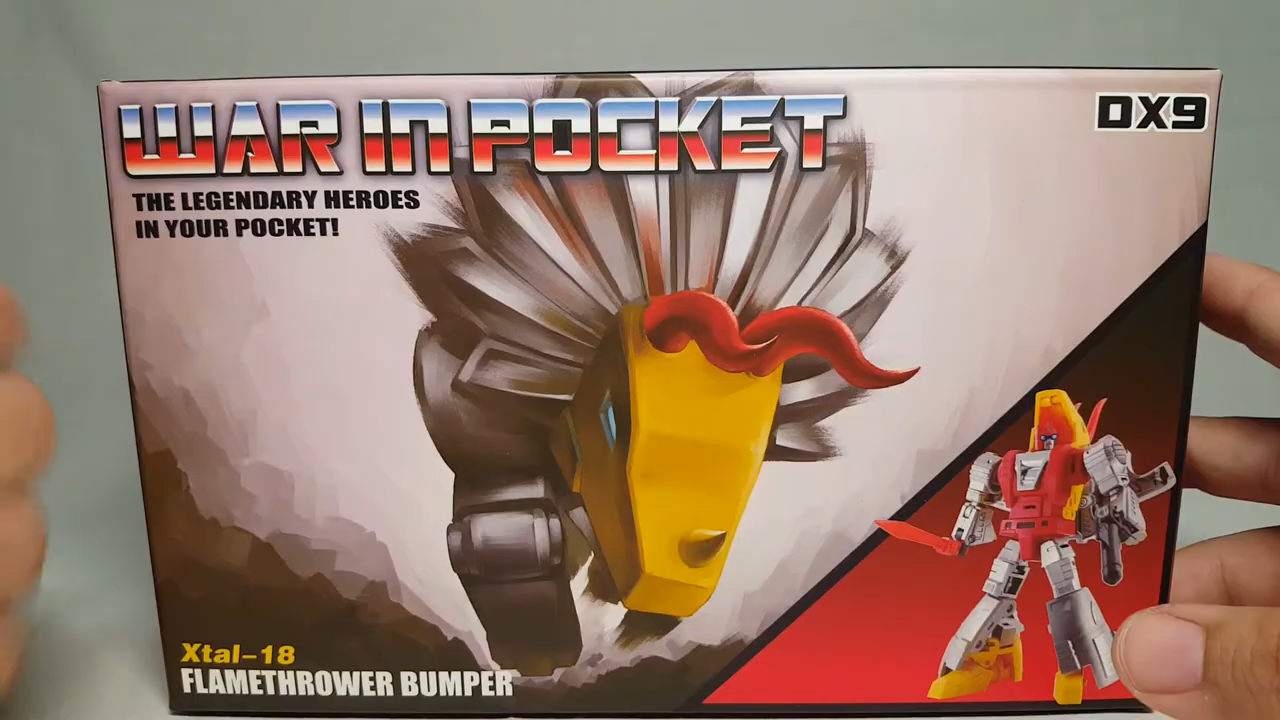 WAR IN POCKET
DX9
THE LEGENDARY HEROES
IN YOUR POCKET!
Xtal-18
FLAMETHROWER BUMPER